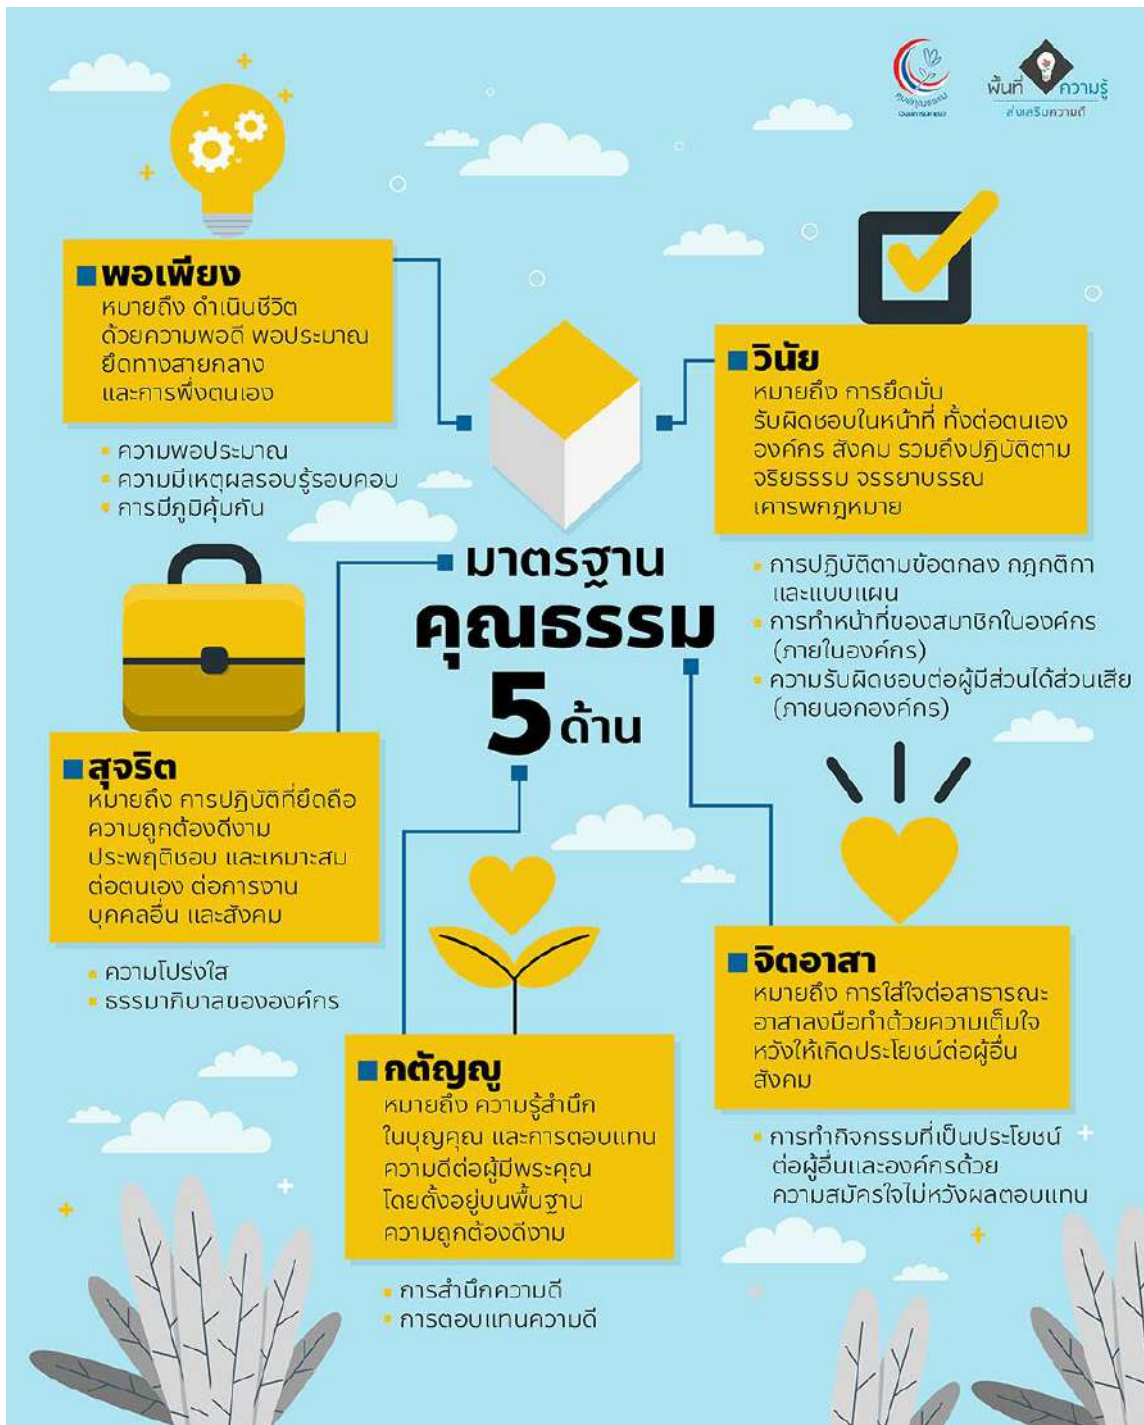 ศูนย์คุณธรรม
พื้นที่ ความรู้
ส่งเสริมความดี
พอเพียง
หมายถึง ดำเนินชีวิต
ด้วยความพอดี พอประมาณ
ยึดทางสายกลาง
และการพึ่งตนเอง
ความพอประมาณ
ความมีเหตุผลรอบรู้รอบคอบ
การมีภูมิคุ้มกัน
วินัย
หมายถึง การยึดมั่น
รับผิดชอบในหน้าที่ ทั้งต่อตนเอง
องค์กร สังคม รวมถึงปฏิบัติตาม
จริยธรรม จรรยาบรรณ
เคารพกฎหมาย
การปฏิบัติตามข้อตกลง กฎกติกา
และแบบแผน
การทำหน้าที่ของสมาชิกในองค์กร
(ภายในองค์กร)
ความรับผิดชอบต่อผู้มีส่วนได้ส่วนเสีย
(ภายนอกองค์กร)
มาตรฐาน
คุณธรรม
5 ด้าน
สุจริต
หมายถึง การปฏิบัติที่ยึดถือ
ความถูกต้องดีงาม
ประพฤติชอบ และเหมาะสม
ต่อตนเอง ต่อการงาน
บุคคลอื่น และสังคม
ความโปร่งใส
ธรรมาภิบาลขององค์กร
กตัญญู
หมายถึง ความรู้สำนึก
ในบุญคุณ และการตอบแทน
ความดีต่อผู้มีพระคุณ
โดยตั้งอยู่บนพื้นฐาน
ความถูกต้องดีงาม
การสำนึกความดี
การตอบแทนความดี
จิตอาสา
หมายถึง การใส่ใจต่อสาธารณะ
อาสาลงมือทำด้วยความเต็มใจ
หวังให้เกิดประโยชน์ต่อผู้อื่น
สังคม
การทำกิจกรรมที่เป็นประโยชน์
ต่อผู้อื่นและองค์กรด้วย
ความสมัครใจไม่หวังผลตอบแทน